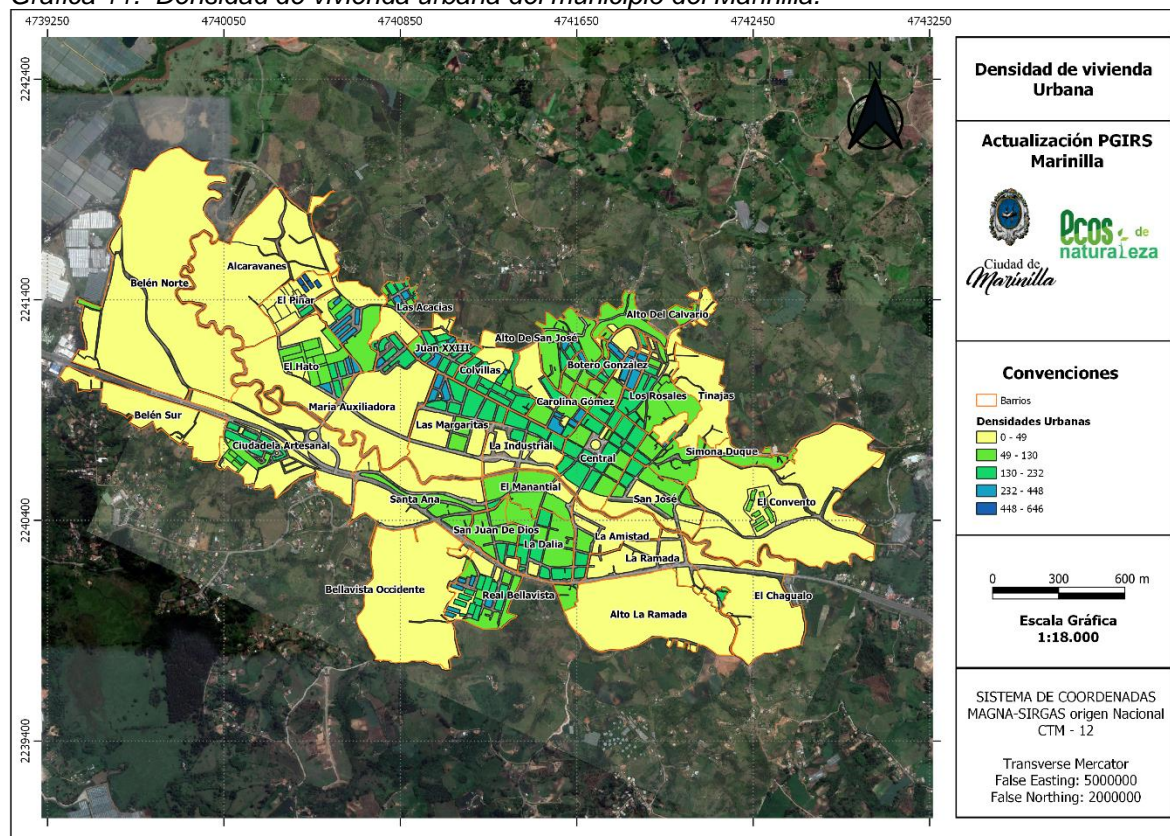 Densidad de vivienda urbana del municipio del Marinilla.
4739250
4740050
4740850
4741650
4742450
4743250
2242400
2241400
2240400
2239400
N
Belén Norte
Alcaravanes
El Pinar
Las Acacias
Alto Del Calvario
Alto De San José
Juan XXIII
Botero González
El Hato
Colvillas
Los Rosales
Tinajas
Carolina Gómez
María Auxiliadora
Belén Sur
Las Margaritas
Ciudadela Artesanal
La Industrial
Central
Simona Duque
El Manantial
Santa Ana
San José
El Convento
San Juan De Dios
La Dalia
La Amistad
La Ramada
Bellavista Occidente
Real Bellavista
El Chagualo
Alto La Ramada
Densidad de vivienda
Urbana
Actualización PGIRS
Marinilla
Ciudad de
Marinilla
ecos de
naturaleza
Convenciones
Barrios
Densidades Urbanas
0 - 49
49 - 130
130 - 232
232 - 448
448 - 646
0 300 600 m
Escala Gráfica
1:18.000
SISTEMA DE COORDENADAS
MAGNA-SIRGAS origen Nacional
CTM - 12
Transverse Mercator
False Easting: 5000000
False Northing: 2000000